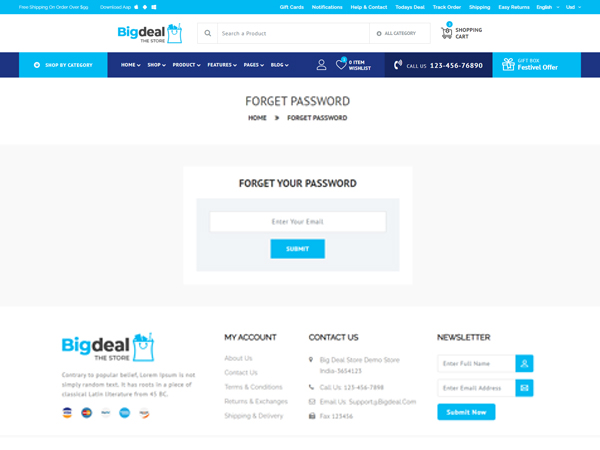 Free Shipping On Order Over $99 Download App Gift Cards Notifications Help & Contact Todays Deal Track Order Shipping Easy Returns English Usd
Bigdeal
THE STORE
Search a Product
ALL CATEGORY
SHOPPING
CART
SHOP BY CATEGORY
HOME SHOP PRODUCT FEATURES PAGES BLOG
0 ITEM
WISHLIST
CALL US 123-456-76890
GIFT BOX
Festivel Offer
FORGET PASSWORD
HOME » FORGET PASSWORD
FORGET YOUR PASSWORD
Enter Your Email
SUBMIT
Bigdeal
THE STORE
Contrary to popular belief, Lorem Ipsum is not
simply random text. It has roots in a piece of
classical Latin literature from 45 BC.
MY ACCOUNT
About Us
Contact Us
Terms & Conditions
Returns & Exchanges
Shipping & Delivery
CONTACT US
Big Deal Store Demo Store
India-3654123
Call Us: 123-456-7898
Email Us: Support@Bigdeal.Com
Fax 123456
NEWSLETTER
Enter Full Name
Enter Email Address
Submit Now